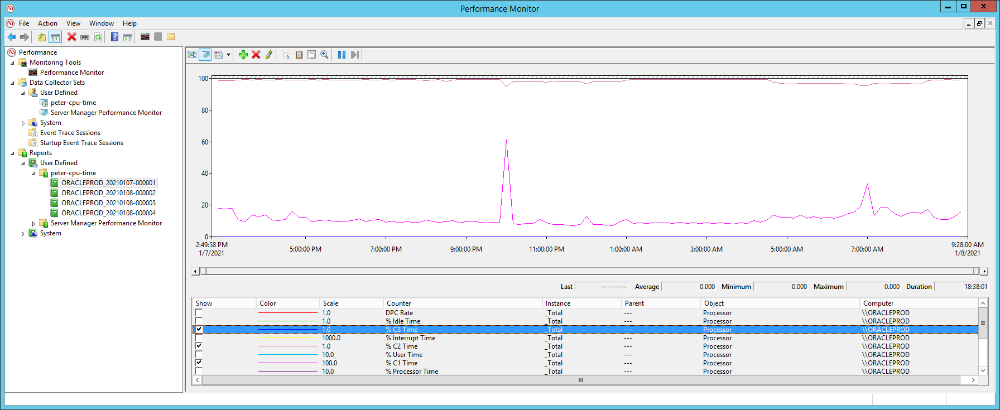 Performance Monitor
File Action View Window Help
Performance
Monitoring Tools
Performance Monitor
Data Collector Sets
User Defined
peter-cpu-time
Server Manager Performance Monitor
System
Event Trace Sessions
Startup Event Trace Sessions
Reports
User Defined
peter-cpu-time
ORACLEPROD_20210107-000001
ORACLEPROD_20210108-000002
ORACLEPROD_20210108-000003
ORACLEPROD_20210108-000004
Server Manager Performance Monitor
System
100
80
60
40
20
0
2:49:58 PM 5:00:00 PM 7:00:00 PM 9:00:00 PM 11:00:00 PM 1:00:00 AM 3:00:00 AM 5:00:00 AM 7:00:00 AM 9:28:00 AM
1/7/2021 1/8/2021
Last --------- Average 0.000 Minimum 0.000 Maximum 0.000 Duration 18:38:01
Show Color Scale Counter Instance Parent Object Computer
1.0 DPC Rate _Total --- Processor \\ORACLEPROD
1.0 % Idle Time _Total --- Processor \\ORACLEPROD
1.0 % C3 Time _Total --- Processor \\ORACLEPROD
1000.0 % Interrupt Time _Total --- Processor \\ORACLEPROD
1.0 % C2 Time _Total --- Processor \\ORACLEPROD
10.0 % User Time _Total --- Processor \\ORACLEPROD
100.0 % C1 Time _Total --- Processor \\ORACLEPROD
10.0 % Processor Time _Total --- Processor \\ORACLEPROD